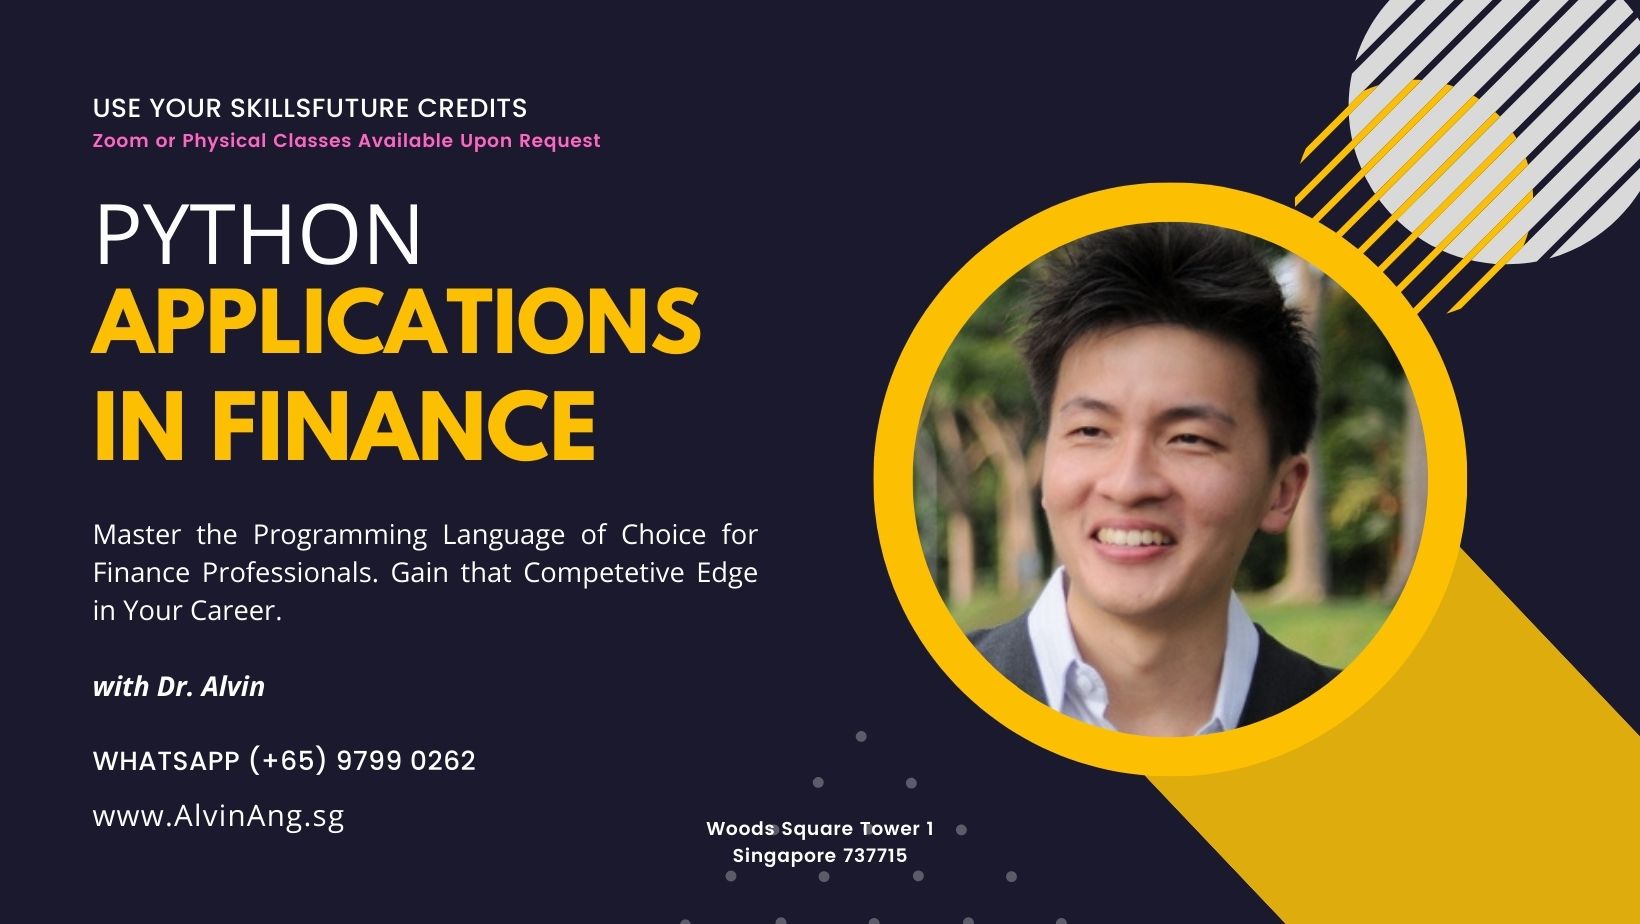 USE YOUR SKILLSFUTURE CREDITS
Zoom or Physical Classes Available Upon Request
PYTHON
APPLICATIONS
IN FINANCE
Master the Programming Language of Choice for
Finance Professionals. Gain that Competetive Edge
in Your Career.
with Dr. Alvin
WHATSAPP (+65) 9799 0262
www.AlvinAng.sg
Woods Square Tower 1
Singapore 737715